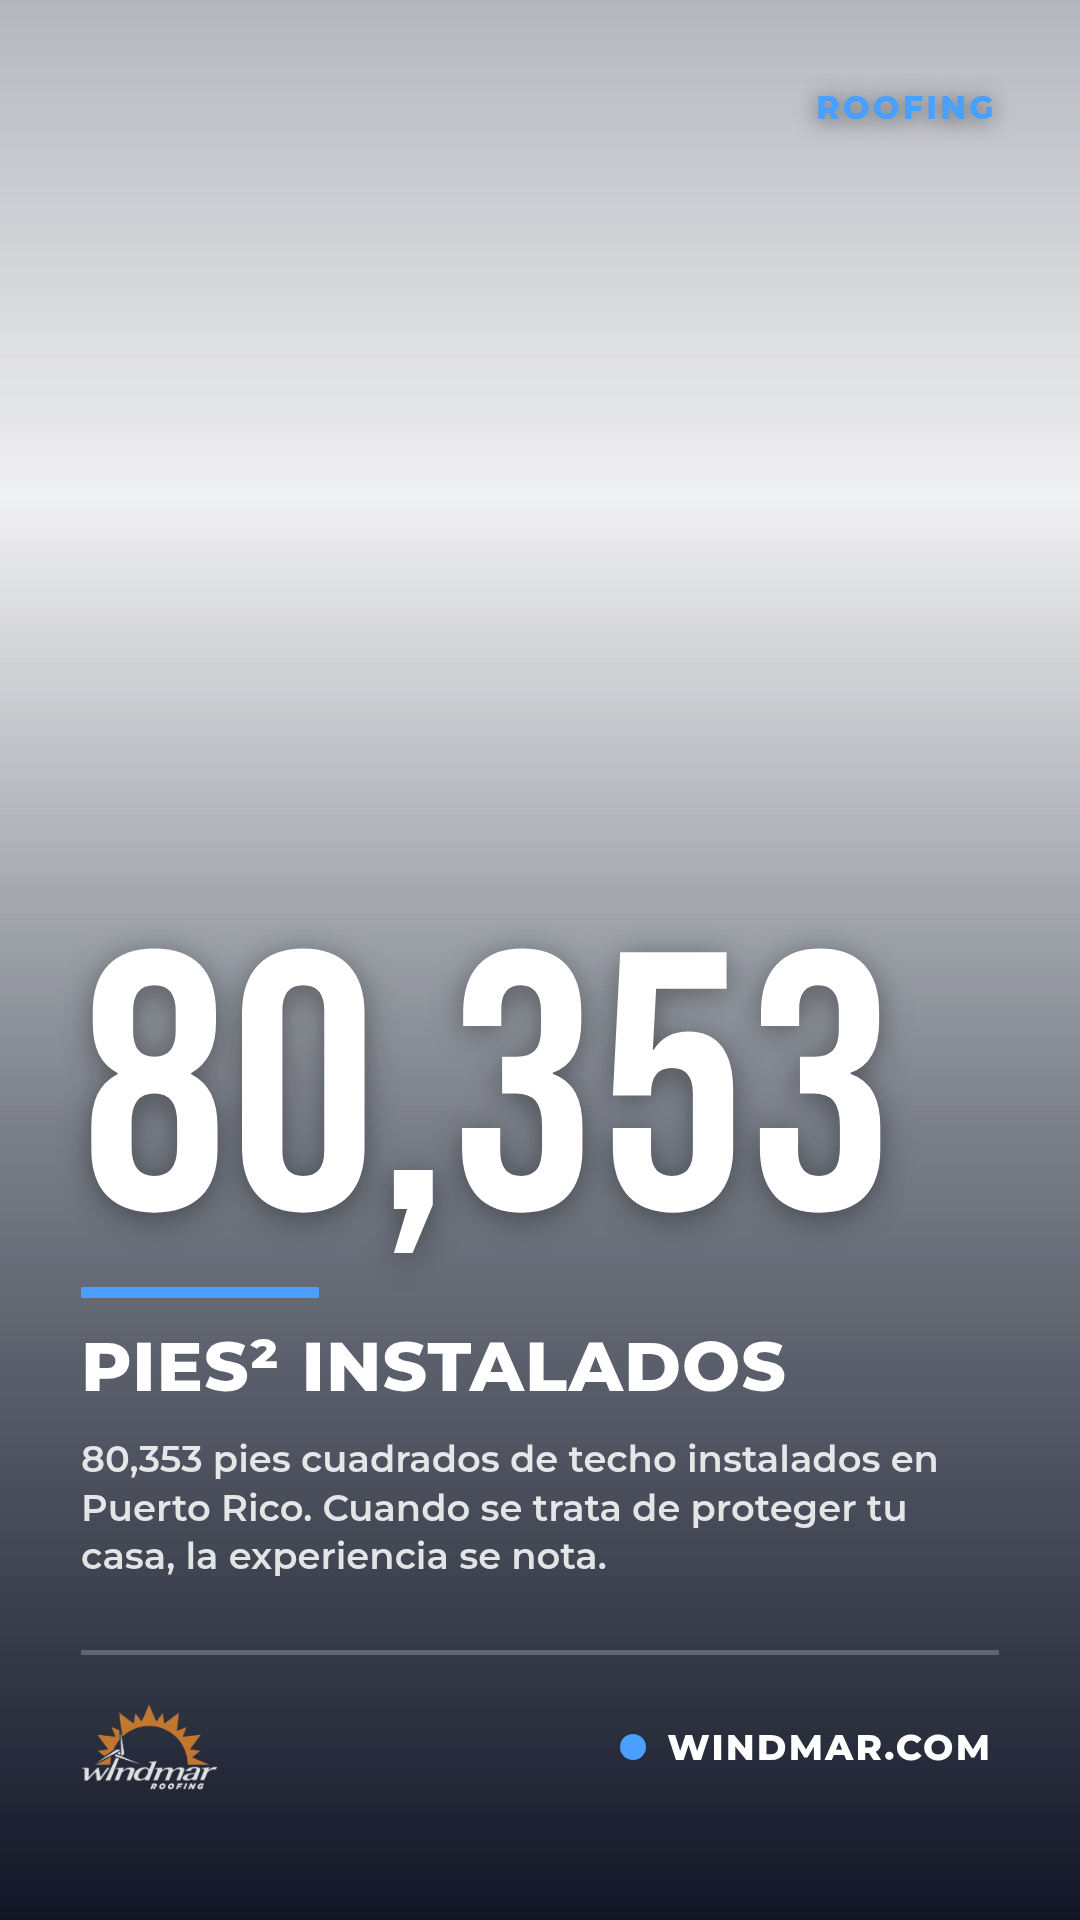 ROOFING
80,353
PIES² INSTALADOS
80,353 pies cuadrados de techo instalados en
Puerto Rico. Cuando se trata de proteger tu
casa, la experiencia se nota.
windmar
ROOFING
WINDMAR.COM